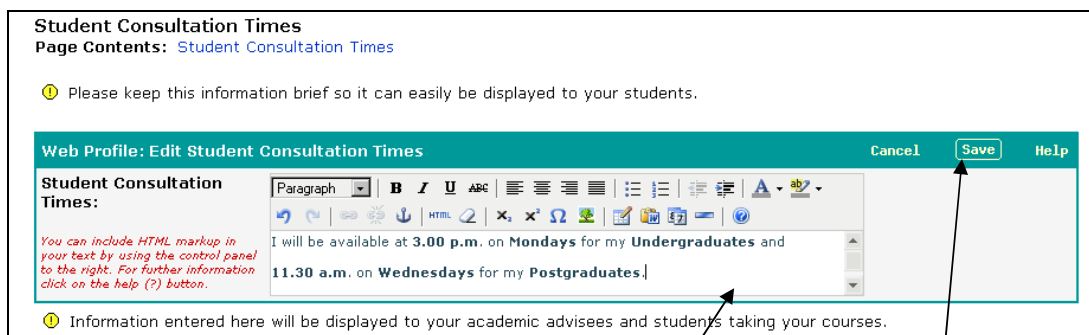 Student Consultation Times
Page Contents: Student Consultation Times
Please keep this information brief so it can easily be displayed to your students.
Web Profile: Edit Student Consultation Times Cancel Save Help
Student Consultation Times:
Paragraph B I U ABC A ab
HTML x₂ x² Ω
You can include HTML markup in
your text by using the control panel
to the right. For further information
click on the help (?) button.
I will be available at 3.00 p.m. on Mondays for my Undergraduates and
11.30 a.m. on Wednesdays for my Postgraduates.
Information entered here will be displayed to your academic advisees and students taking your courses.